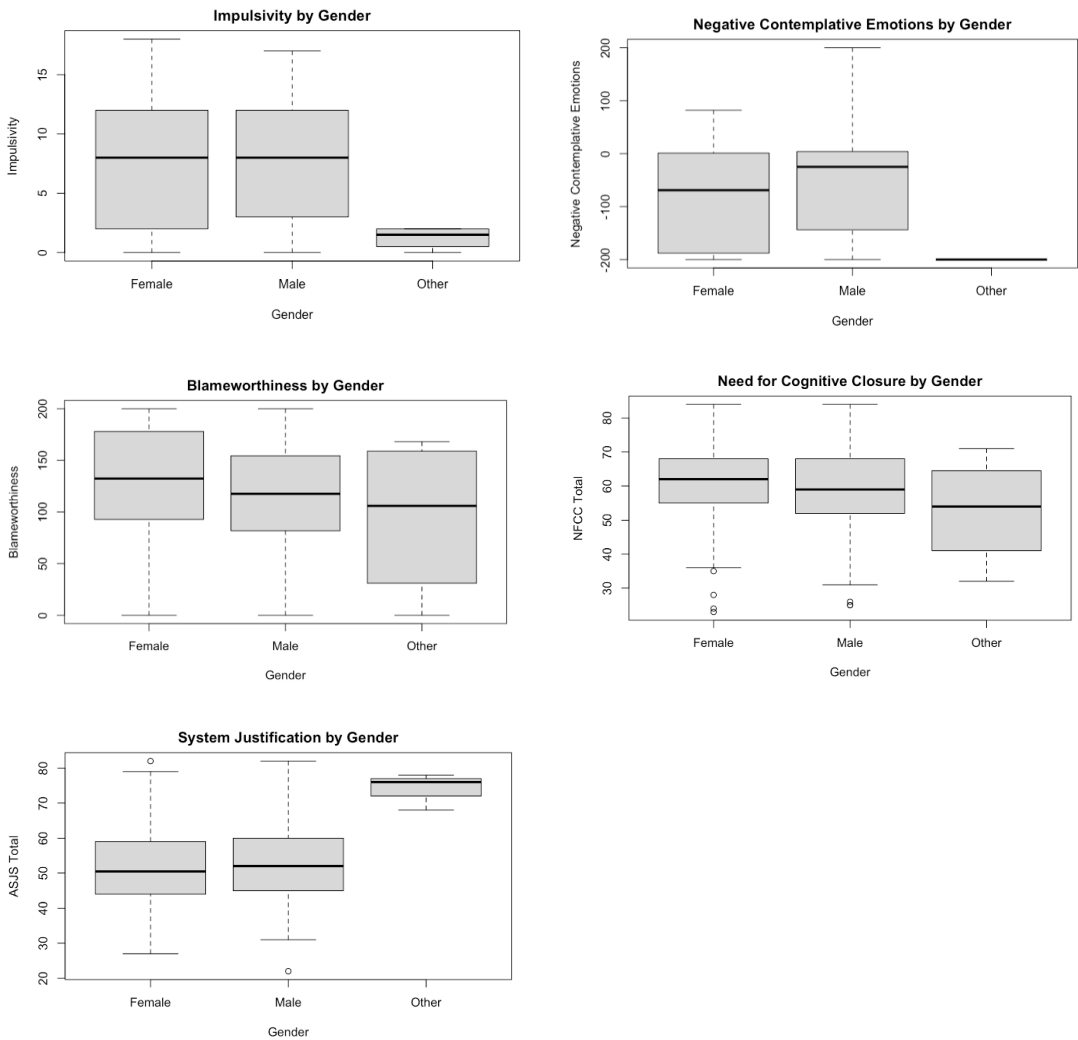 Impulsivity by Gender
Impulsivity
15
10
5
0
Female Male Other
Gender
Negative Contemplative Emotions by Gender
Negative Contemplative Emotions
200
100
0
-100
-200
Female Male Other
Gender
Blameworthiness by Gender
Blameworthiness
200
150
100
50
0
Female Male Other
Gender
Need for Cognitive Closure by Gender
NFCC Total
80
70
60
50
40
30
Female Male Other
Gender
System Justification by Gender
ASJS Total
80
70
60
50
40
30
20
Female Male Other
Gender